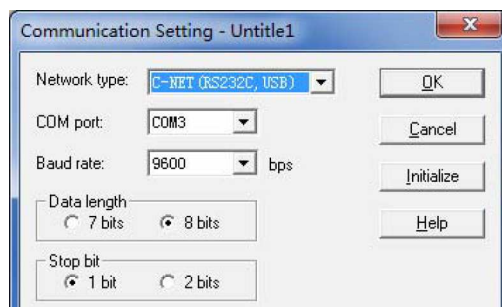 Communication Setting - Untitle1
Network type: C-NET (RS232C, USB) OK
COM port: COM3 Cancel
Baud rate: 9600 bps
Initialize
Data length
7 bits 8 bits
Help
Stop bit
1 bit 2 bits